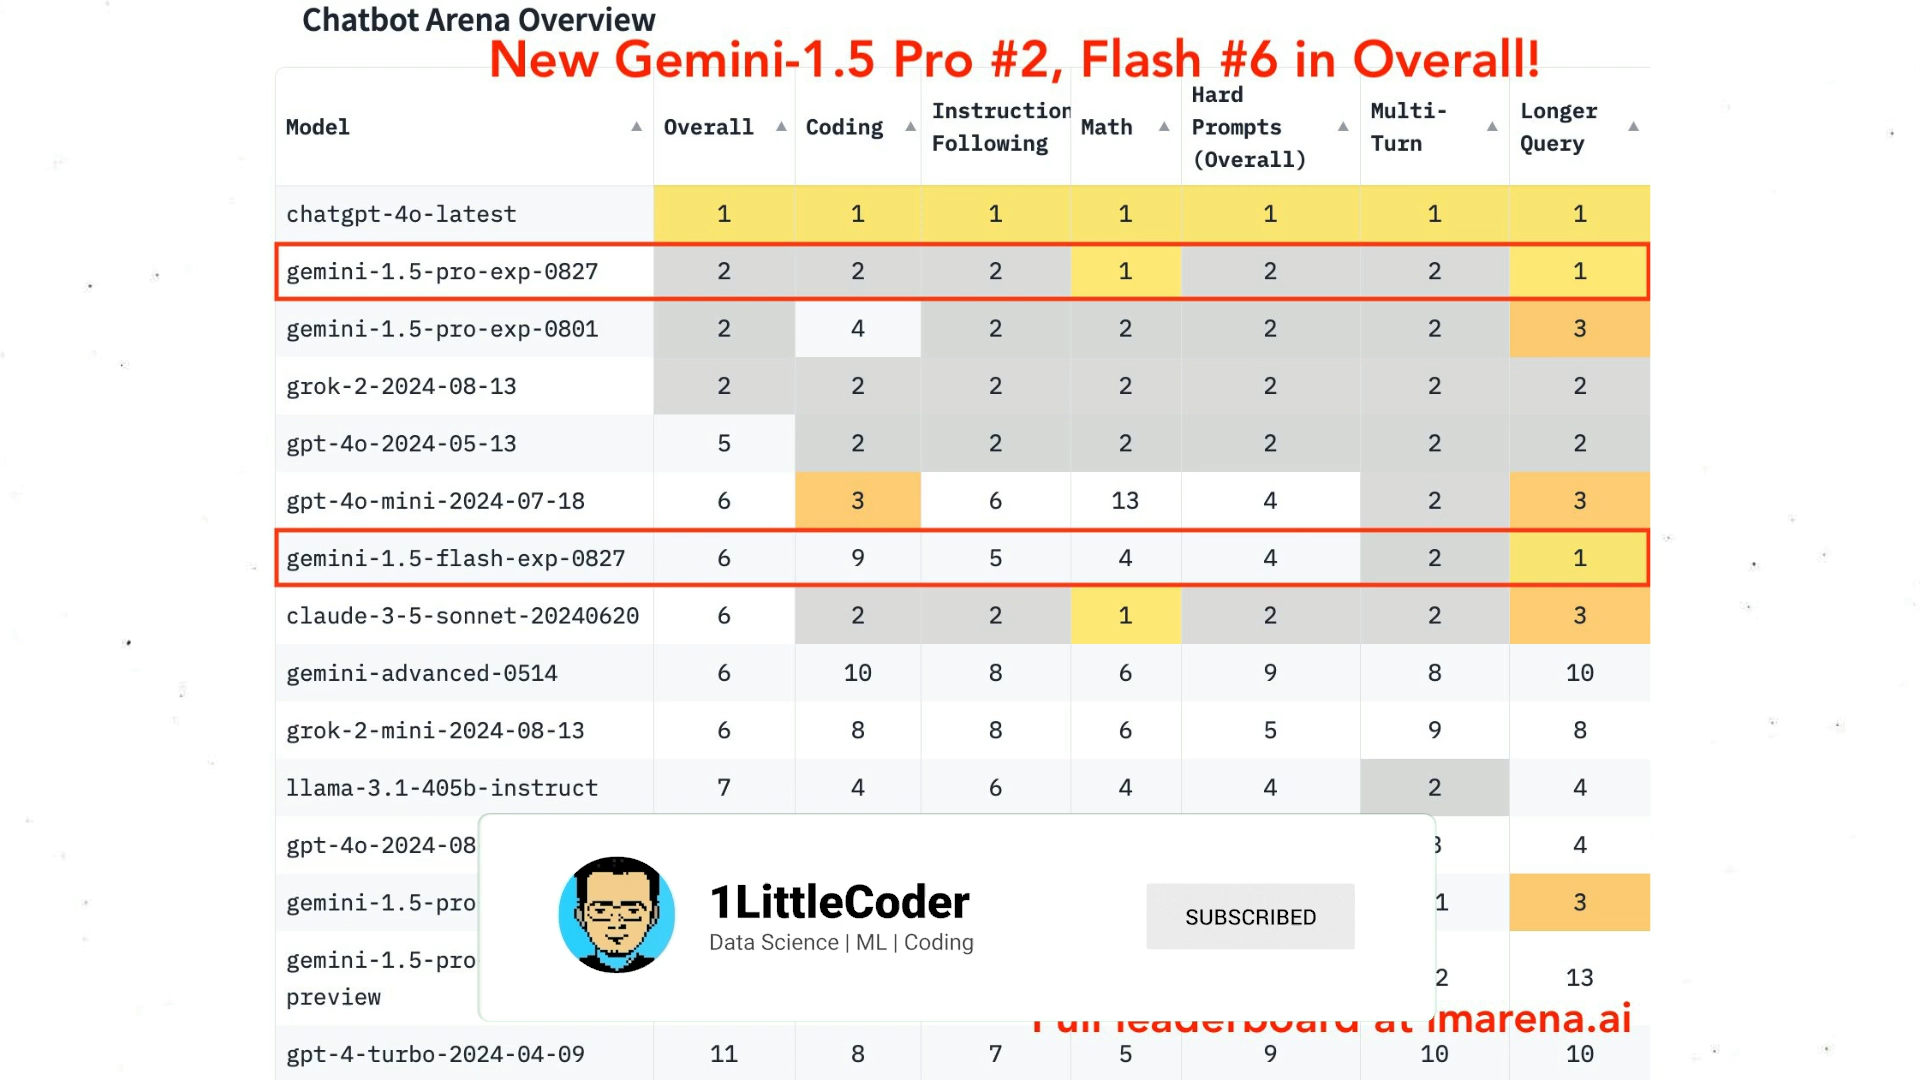 Chatbot Arena Overview
New Gemini-1.5 Pro #2, Flash #6 in Overall!
Model Overall Coding Instruction Following Math Hard Prompts (Overall) Multi-Turn Longer Query
chatgpt-4o-latest 1 1 1 1 1 1 1
gemini-1.5-pro-exp-0827 2 2 2 1 2 2 1
gemini-1.5-pro-exp-0801 2 4 2 2 2 2 3
grok-2-2024-08-13 2 2 2 2 2 2 2
gpt-4o-2024-05-13 5 2 2 2 2 2 2
gpt-4o-mini-2024-07-18 6 3 6 13 4 2 3
gemini-1.5-flash-exp-0827 6 9 5 4 4 2 1
claude-3-5-sonnet-20240620 6 2 2 1 2 2 3
gemini-advanced-0514 6 10 8 6 9 8 10
grok-2-mini-2024-08-13 6 8 8 6 5 9 8
llama-3.1-405b-instruct 7 4 6 4 4 2 4
gpt-4o-2024-08 4
gemini-1.5-pro 1 3
gemini-1.5-pro 2 13
preview
1LittleCoder
Data Science | ML | Coding
SUBSCRIBED
Full leaderboard at lmarena.ai
gpt-4-turbo-2024-04-09 11 8 7 5 9 10 10